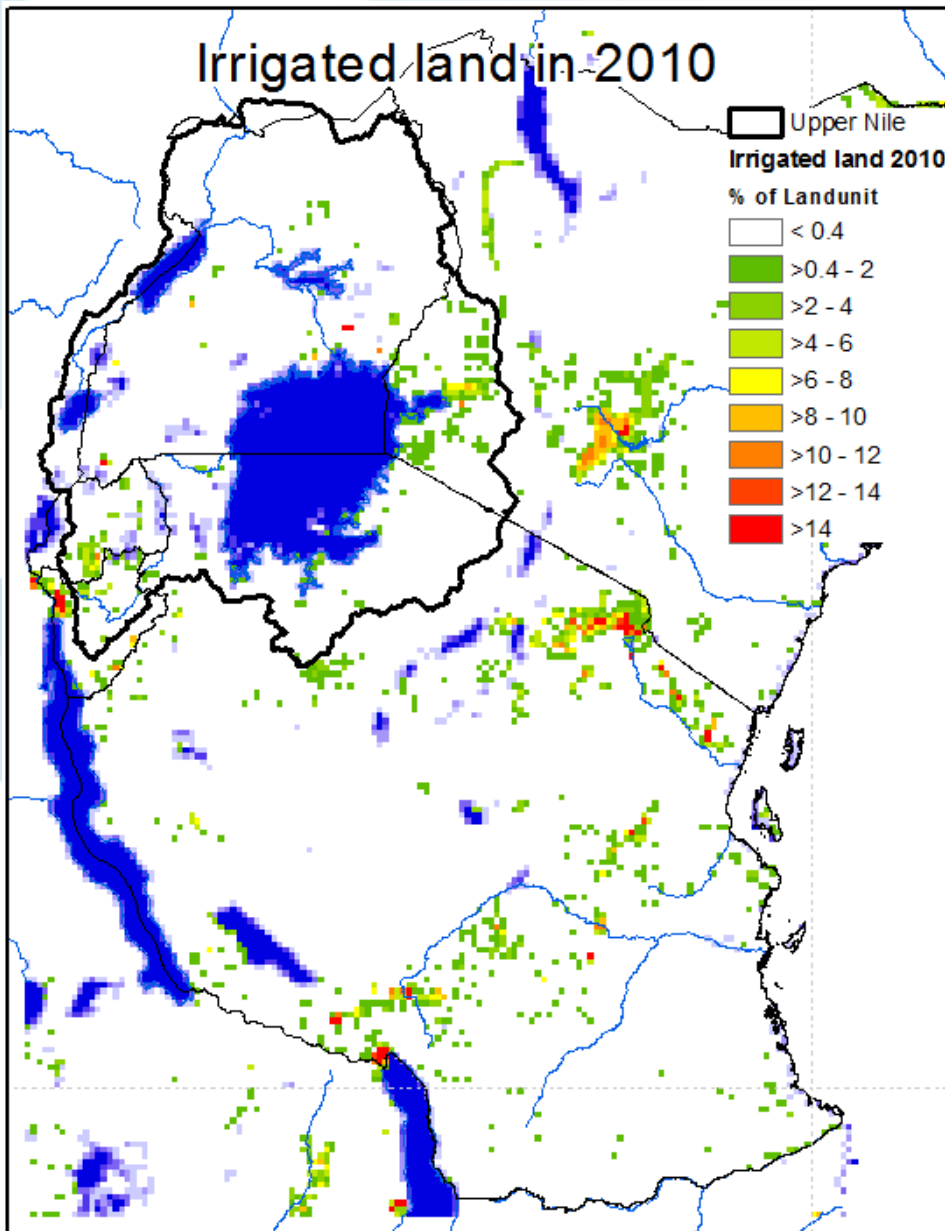 Irrigated land in 2010
Upper Nile
Irrigated land 2010
% of Landunit
< 0.4
>0.4 - 2
>2 - 4
>4 - 6
>6 - 8
>8 - 10
>10 - 12
>12 - 14
>14